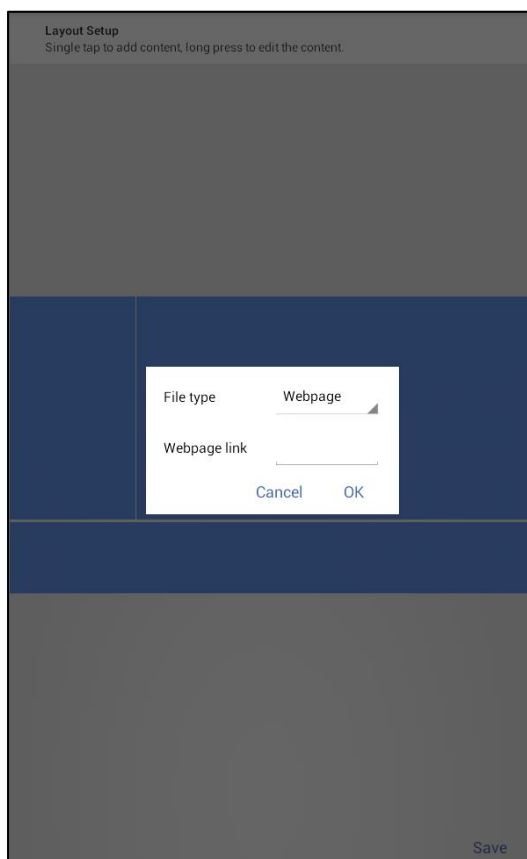 Layout Setup
Single tap to add content, long press to edit the content.
File type Webpage
Webpage link
Cancel OK
Save